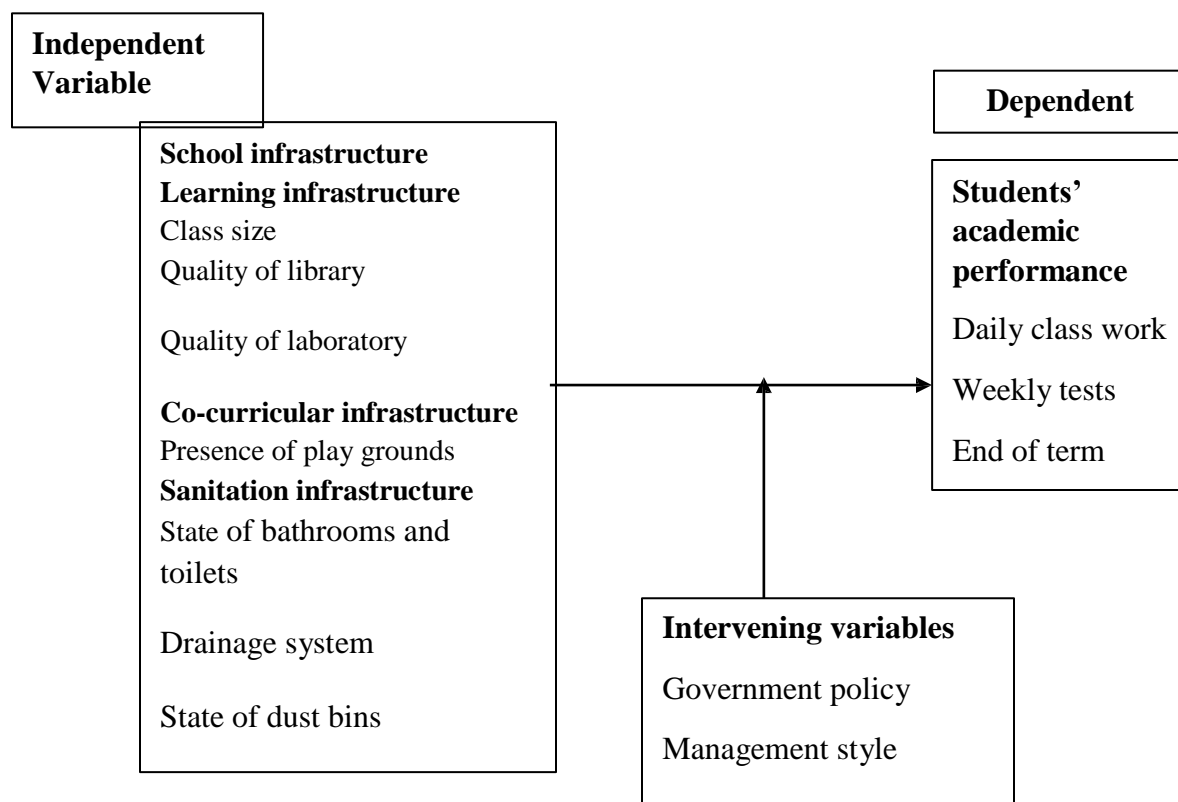 Independent
Variable
School infrastructure
Learning infrastructure
Class size
Quality of library
Quality of laboratory
Co-curricular infrastructure
Presence of play grounds
Sanitation infrastructure
State of bathrooms and
toilets
Drainage system
State of dust bins
Dependent
Students’
academic
performance
Daily class work
Weekly tests
End of term
Intervening variables
Government policy
Management style